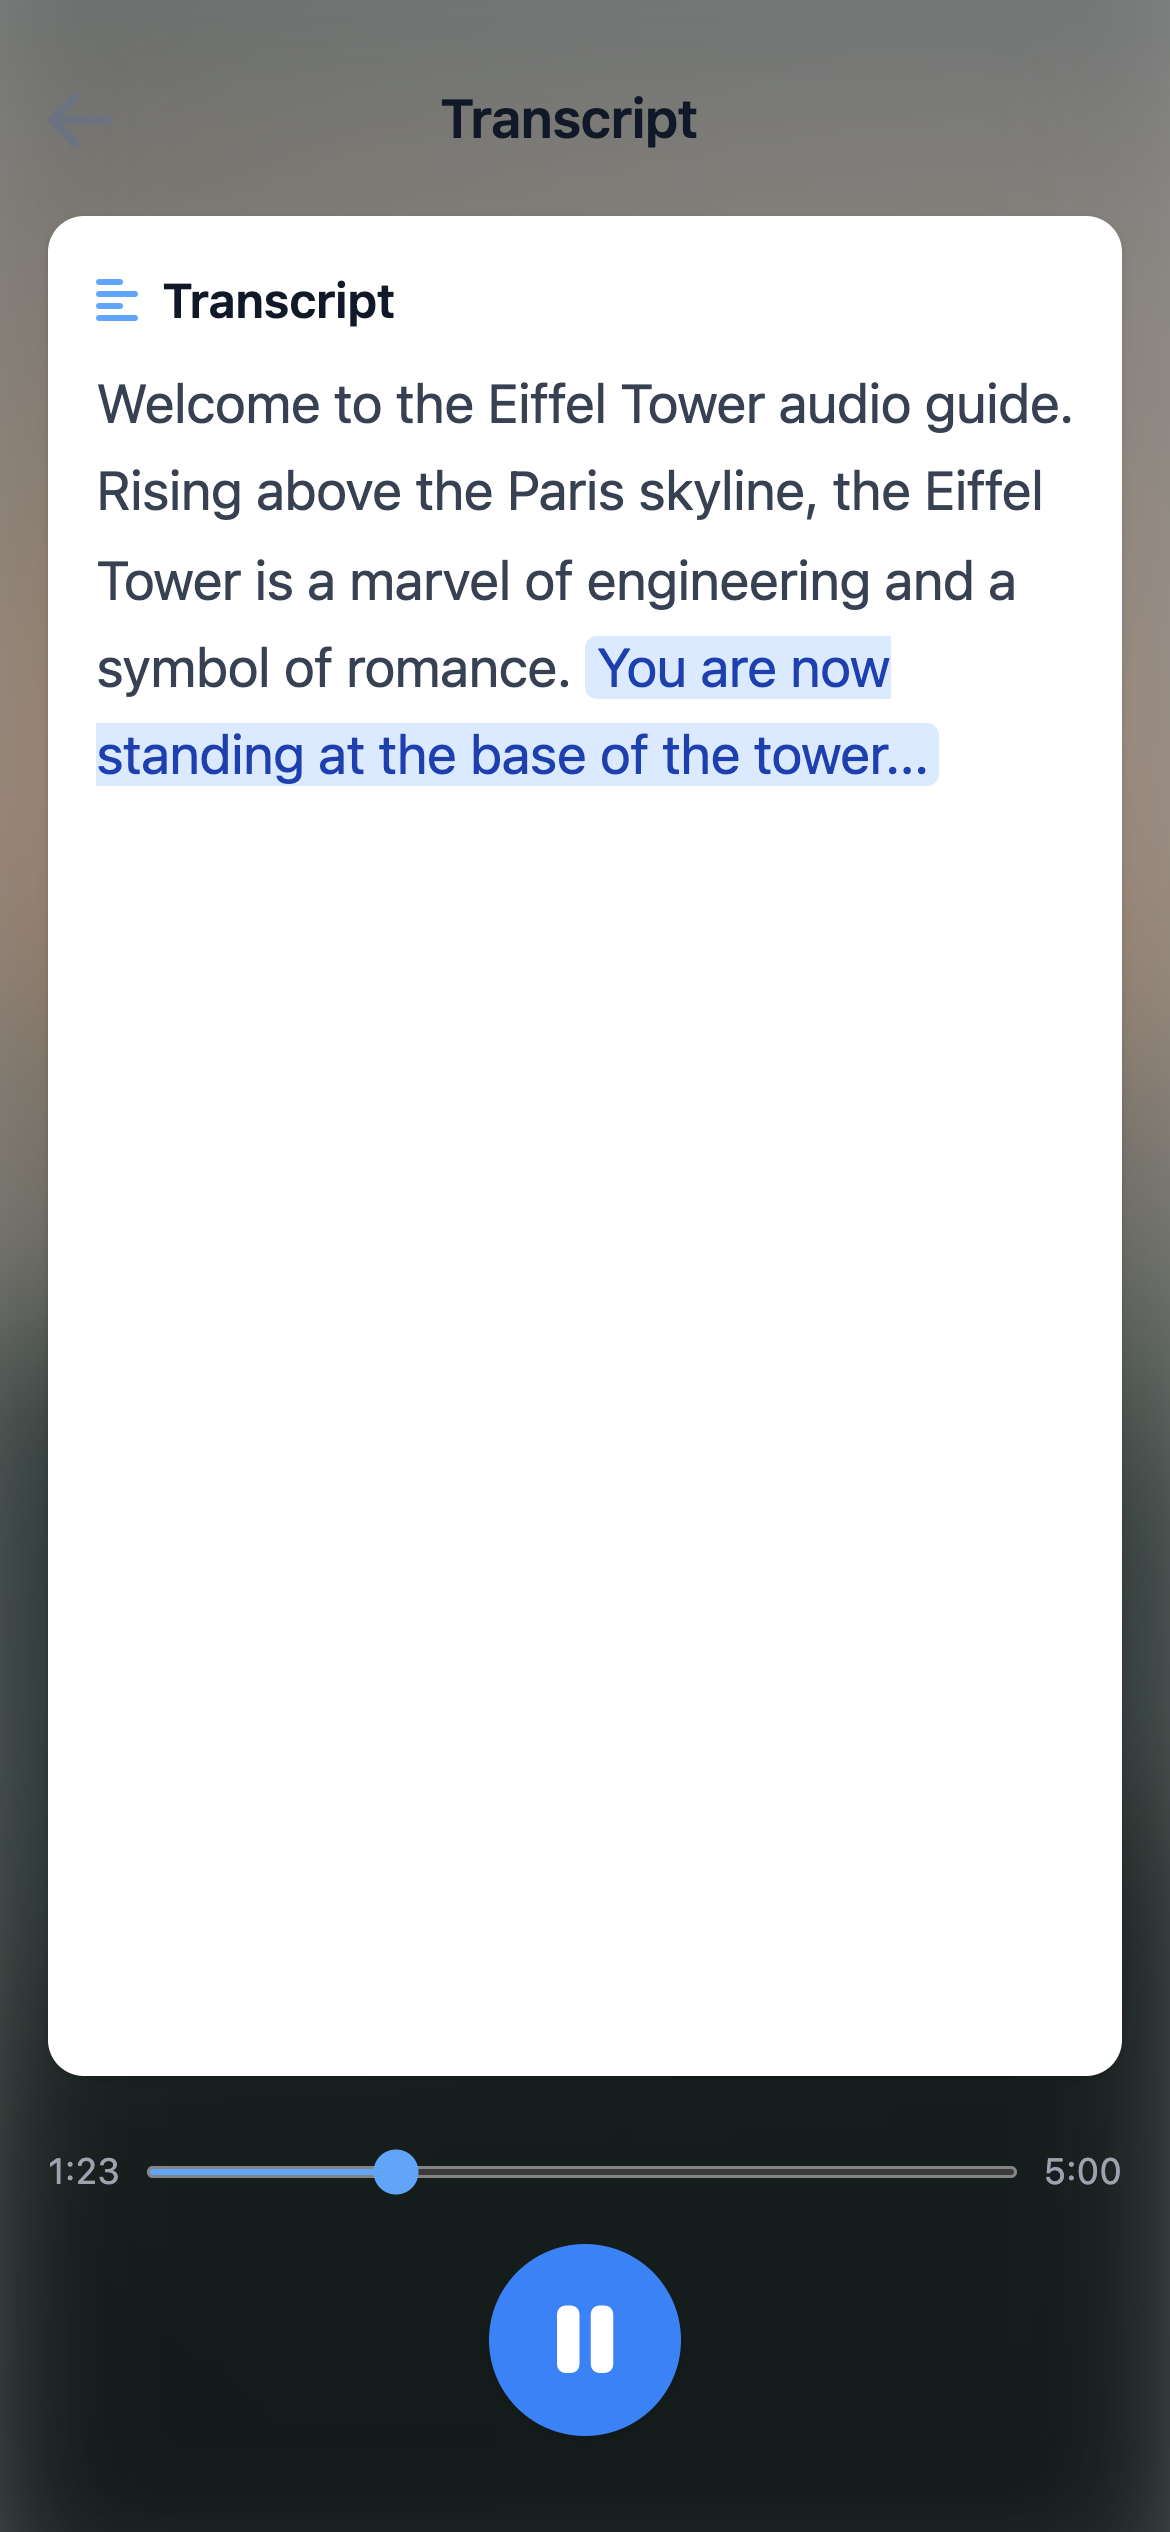 Transcript
Transcript
Welcome to the Eiffel Tower audio guide.
Rising above the Paris skyline, the Eiffel
Tower is a marvel of engineering and a
symbol of romance. You are now
standing at the base of the tower...
1:23
5:00